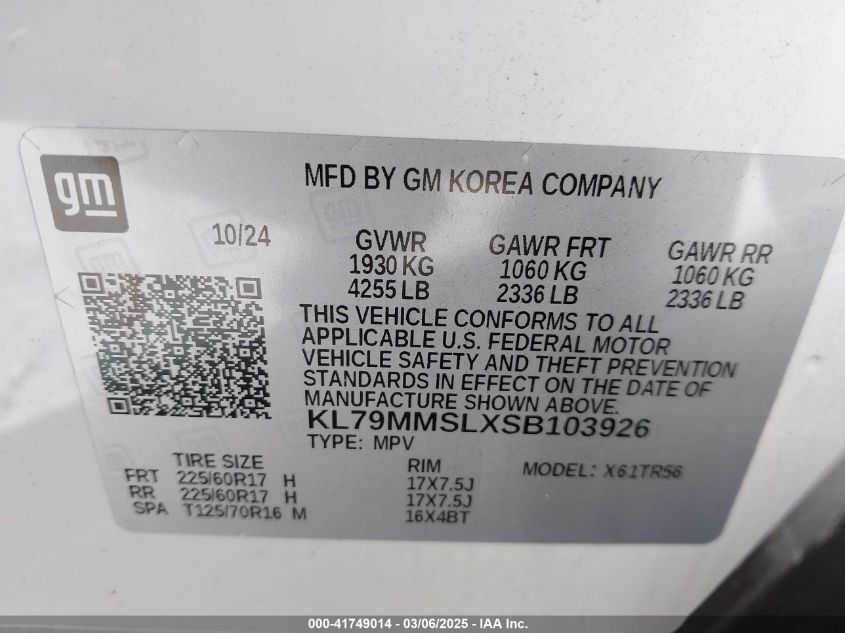 gm
MFD BY GM KOREA COMPANY
10/24
GVWR GAWR FRT GAWR RR
1930 KG 1060 KG 1060 KG
4255 LB 2336 LB 2336 LB
THIS VEHICLE CONFORMS TO ALL
APPLICABLE U.S. FEDERAL MOTOR
VEHICLE SAFETY AND THEFT PREVENTION
STANDARDS IN EFFECT ON THE DATE OF
MANUFACTURE SHOWN ABOVE.
KL79MMSLXSB103926
TYPE: MPV
TIRE SIZE RIM MODEL: X61TR56
FRT 225/60R17 H 17X7.5J
RR 225/60R17 H 17X7.5J
SPA T125/70R16 M 16X4BT
000-41749014 - 03/06/2025 - IAA Inc.